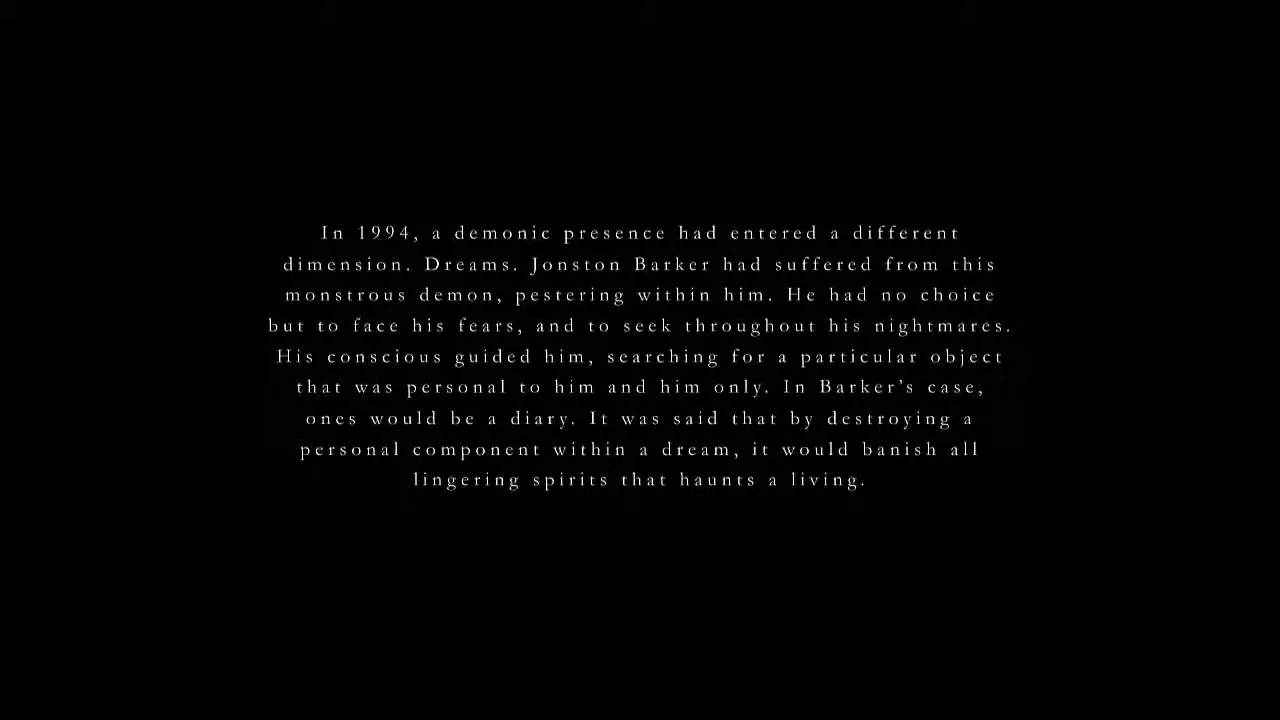 In 1994, a demonic presence had entered a different
dimension. Dreams. Jonston Barker had suffered from this
monstrous demon, pestering within him. He had no choice
but to face his fears, and to seek throughout his nightmares.
His conscious guided him, searching for a particular object
that was personal to him and him only. In Barker’s case,
ones would be a diary. It was said that by destroying a
personal component within a dream, it would banish all
lingering spirits that haunts a living.